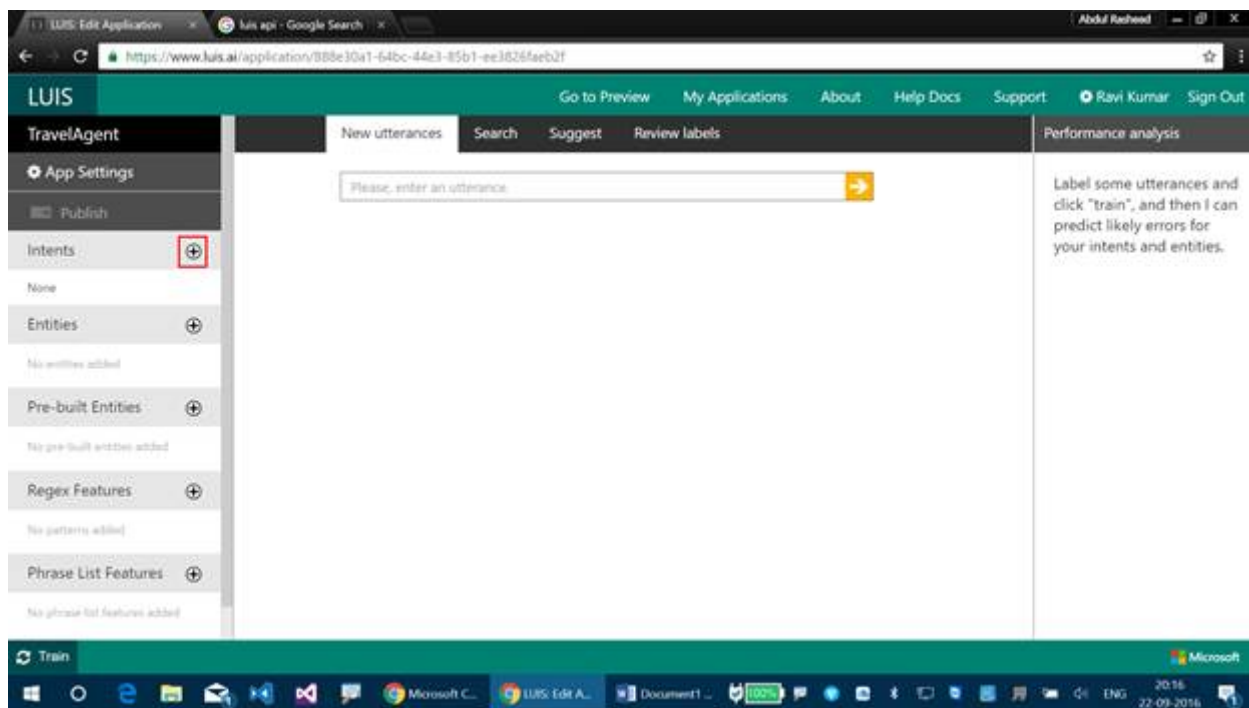 LUIS: Edit Application
luis api - Google Search
Abdul Rasheed
https://www.luis.ai/application/888e30a1-64bc-44e3-85b1-ee3826faeb2f
LUIS
Go to Preview
My Applications
About
Help Docs
Support
Ravi Kumar
Sign Out
TravelAgent
New utterances
Search
Suggest
Review labels
Performance analysis
App Settings
Please, enter an utterance
Label some utterances and
click "train", and then I can
predict likely errors for
your intents and entities.
Publish
Intents
None
Entities
No entities added
Pre-built Entities
No pre-built entities added
Regex Features
No patterns added
Phrase List Features
No phrase list features added
Train
Microsoft
Microsoft C...
LUIS: Edit A...
Document1 -
100%
ENG
20:16
22-09-2016